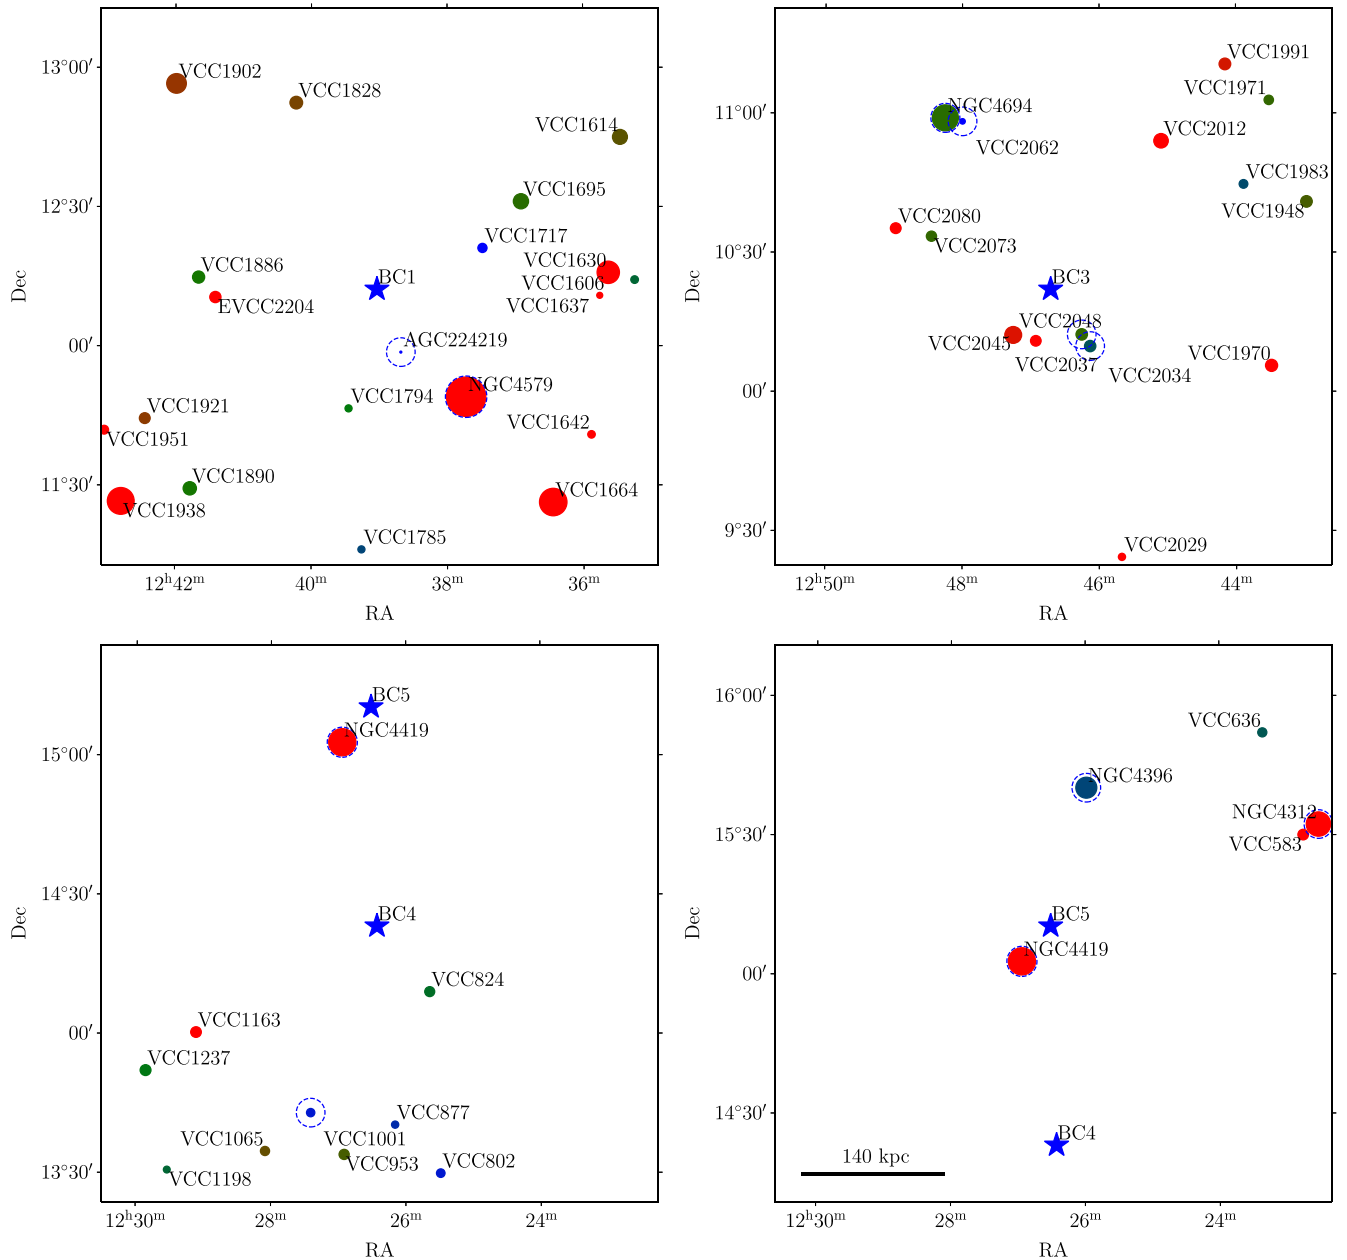 VCC1902
VCC1828
VCC1614
VCC1695
VCC1717
VCC1630
VCC1606
VCC1637
VCC1886
EVCC2204
BC1
AGC224219
NGC4579
VCC1794
VCC1921
VCC1951
VCC1642
VCC1890
VCC1938
VCC1664
VCC1785
13°00′
12°30′
00′
11°30′
Dec
12ʰ42ᵐ
40ᵐ
38ᵐ
36ᵐ
RA
VCC1991
VCC1971
NGC4694
VCC2062
VCC2012
VCC1983
VCC1948
VCC2080
VCC2073
BC3
VCC2048
VCC2045
VCC2037
VCC2034
VCC1970
VCC2029
11°00′
10°30′
00′
9°30′
Dec
12ʰ50ᵐ
48ᵐ
46ᵐ
44ᵐ
RA
BC5
NGC4419
BC4
VCC824
VCC1163
VCC1237
VCC877
VCC1065
VCC1001
VCC953
VCC802
VCC1198
15°00′
14°30′
00′
13°30′
Dec
12ʰ30ᵐ
28ᵐ
26ᵐ
24ᵐ
RA
VCC636
NGC4396
NGC4312
VCC583
BC5
NGC4419
BC4
140 kpc
16°00′
15°30′
00′
14°30′
Dec
12ʰ30ᵐ
28ᵐ
26ᵐ
24ᵐ
RA